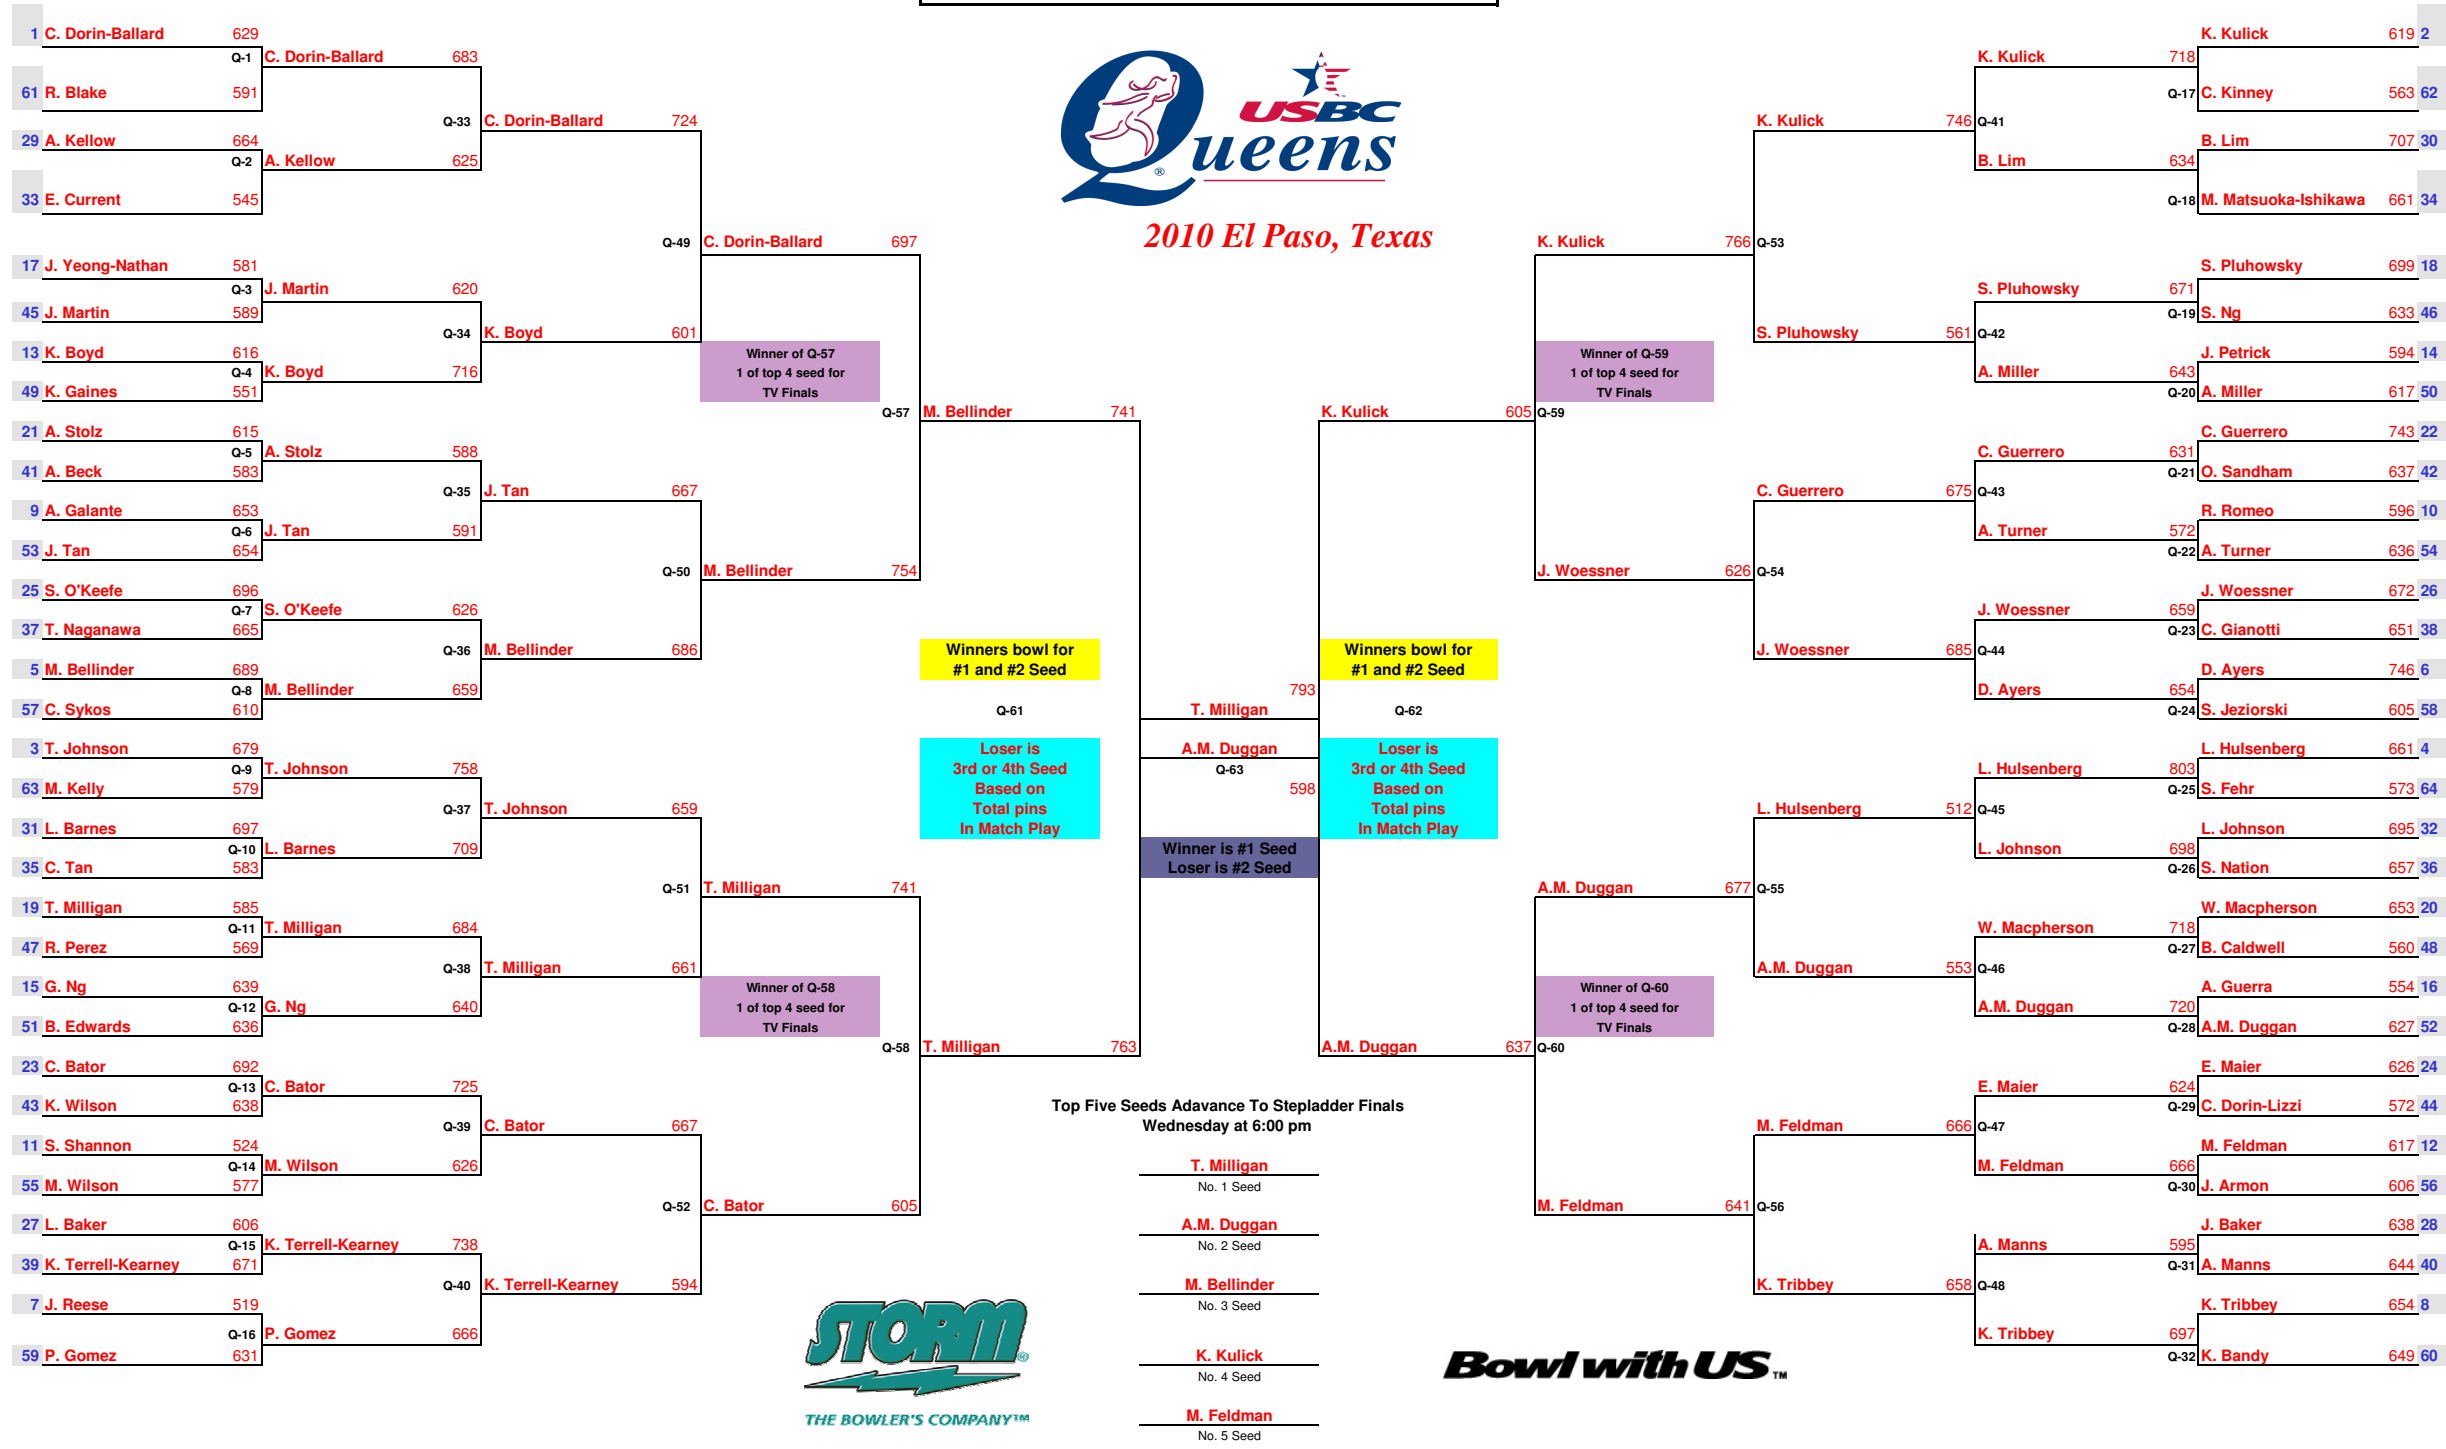 1 C. Dorin-Ballard 629
Q-1
61 R. Blake 591
29 A. Kellow 664
Q-2
33 E. Current 545
17 J. Yeong-Nathan 581
Q-3
45 J. Martin 589
13 K. Boyd 616
Q-4
49 K. Gaines 551
21 A. Stolz 615
Q-5
41 A. Beck 583
9 A. Galante 653
Q-6
53 J. Tan 654
25 S. O'Keefe 696
Q-7
37 T. Naganawa 665
5 M. Bellinder 689
Q-8
57 C. Sykos 610
3 T. Johnson 679
Q-9
63 M. Kelly 579
31 L. Barnes 697
Q-10
35 C. Tan 583
19 T. Milligan 585
Q-11
47 R. Perez 569
15 G. Ng 639
Q-12
51 B. Edwards 636
23 C. Bator 692
Q-13
43 K. Wilson 638
11 S. Shannon 524
Q-14
55 M. Wilson 577
27 L. Baker 606
Q-15
39 K. Terrell-Kearney 671
7 J. Reese 519
Q-16
59 P. Gomez 631
C. Dorin-Ballard 683
Q-33
A. Kellow 625
J. Martin 620
Q-34
K. Boyd 716
A. Stolz 588
Q-35
J. Tan 591
S. O'Keefe 626
Q-36
M. Bellinder 659
T. Johnson 758
Q-37
L. Barnes 709
T. Milligan 684
Q-38
G. Ng 640
C. Bator 725
Q-39
M. Wilson 626
K. Terrell-Kearney 738
Q-40
P. Gomez 666
C. Dorin-Ballard 724
Q-49
K. Boyd 601
J. Tan 667
Q-50
M. Bellinder 686
T. Johnson 659
Q-51
T. Milligan 661
C. Bator 667
Q-52
K. Terrell-Kearney 594
C. Dorin-Ballard 697
Winner of Q-57
1 of top 4 seed for
TV Finals
Q-57
M. Bellinder 754
T. Milligan 741
Winner of Q-58
1 of top 4 seed for
TV Finals
Q-58
C. Bator 605
M. Bellinder 741
Winners bowl for
#1 and #2 Seed
Q-61
Loser is
3rd or 4th Seed
Based on
Total pins
In Match Play
T. Milligan 763
USBC
Queens
®
2010 El Paso, Texas
793
T. Milligan
A.M. Duggan
Q-63
598
Winner is #1 Seed
Loser is #2 Seed
K. Kulick 605
Winners bowl for
#1 and #2 Seed
Q-62
Loser is
3rd or 4th Seed
Based on
Total pins
In Match Play
A.M. Duggan 637
Top Five Seeds Adavance To Stepladder Finals
Wednesday at 6:00 pm
T. Milligan
No. 1 Seed
A.M. Duggan
No. 2 Seed
M. Bellinder
No. 3 Seed
K. Kulick
No. 4 Seed
M. Feldman
No. 5 Seed
STORM®
THE BOWLER'S COMPANY™
Bowl with US™
K. Kulick 766
Winner of Q-59
1 of top 4 seed for
TV Finals
Q-59
J. Woessner 626
A.M. Duggan 677
Winner of Q-60
1 of top 4 seed for
TV Finals
Q-60
M. Feldman 641
K. Kulick 746
Q-53
S. Pluhowsky 561
C. Guerrero 675
Q-54
J. Woessner 685
L. Hulsenberg 512
Q-55
A.M. Duggan 553
M. Feldman 666
Q-56
K. Tribbey 658
K. Kulick 718
Q-41
B. Lim 634
S. Pluhowsky 671
Q-42
A. Miller 643
C. Guerrero 631
Q-43
A. Turner 572
J. Woessner 659
Q-44
D. Ayers 654
L. Hulsenberg 803
Q-45
L. Johnson 698
W. Macpherson 718
Q-46
A.M. Duggan 720
E. Maier 624
Q-47
M. Feldman 666
A. Manns 595
Q-48
K. Tribbey 697
K. Kulick 619 2
Q-17 C. Kinney 563 62
B. Lim 707 30
Q-18 M. Matsuoka-Ishikawa 661 34
S. Pluhowsky 699 18
Q-19 S. Ng 633 46
J. Petrick 594 14
Q-20 A. Miller 617 50
C. Guerrero 743 22
Q-21 O. Sandham 637 42
R. Romeo 596 10
Q-22 A. Turner 636 54
J. Woessner 672 26
Q-23 C. Gianotti 651 38
D. Ayers 746 6
Q-24 S. Jeziorski 605 58
L. Hulsenberg 661 4
Q-25 S. Fehr 573 64
L. Johnson 695 32
Q-26 S. Nation 657 36
W. Macpherson 653 20
Q-27 B. Caldwell 560 48
A. Guerra 554 16
Q-28 A.M. Duggan 627 52
E. Maier 626 24
Q-29 C. Dorin-Lizzi 572 44
M. Feldman 617 12
Q-30 J. Armon 606 56
J. Baker 638 28
Q-31 A. Manns 644 40
K. Tribbey 654 8
Q-32 K. Bandy 649 60